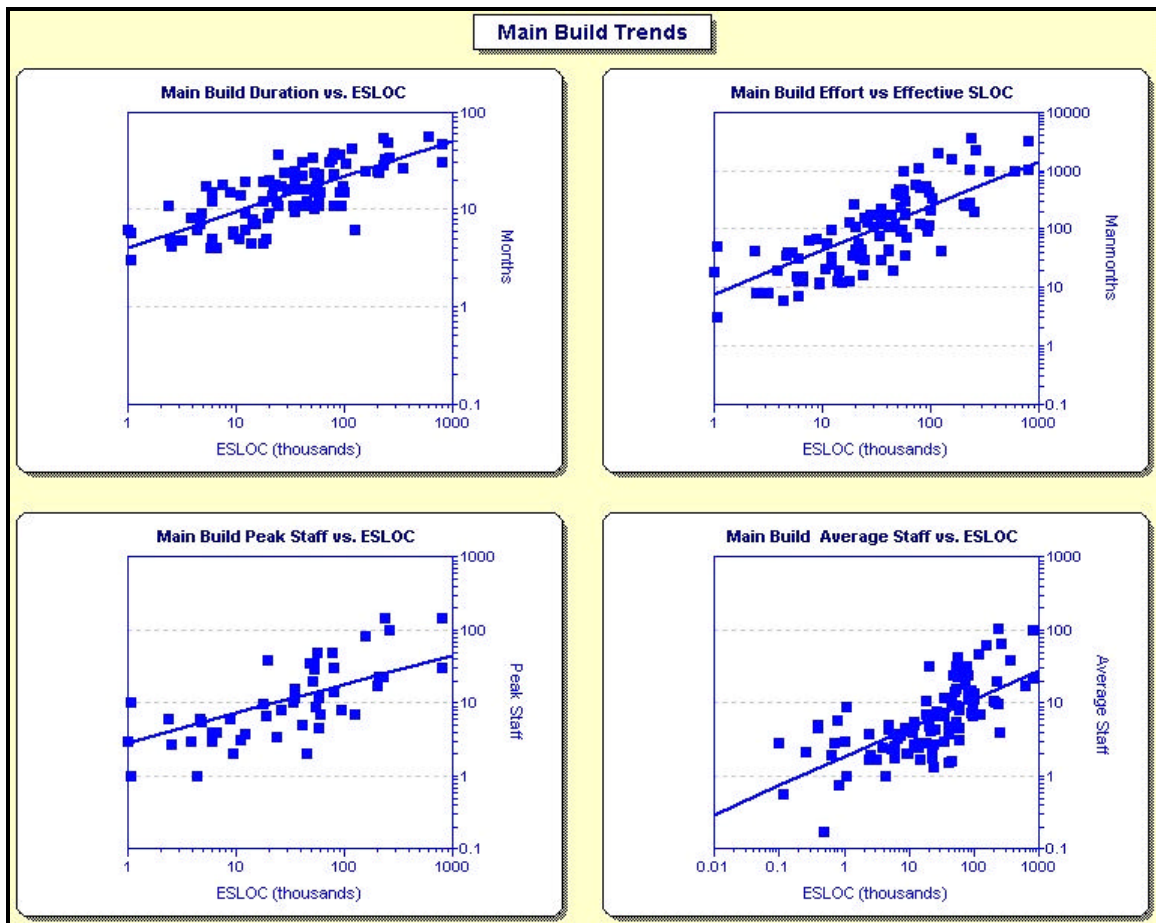 Main Build Trends
Main Build Duration vs. ESLOC
100
10
1
0.1
Months
1 10 100 1000
ESLOC (thousands)
Main Build Effort vs Effective SLOC
10000
1000
100
10
1
0.1
Manmonths
1 10 100 1000
ESLOC (thousands)
Main Build Peak Staff vs. ESLOC
1000
100
10
1
0.1
Peak Staff
1 10 100 1000
ESLOC (thousands)
Main Build Average Staff vs. ESLOC
1000
100
10
1
0.1
Average Staff
0.01 0.1 1 10 100 1000
ESLOC (thousands)